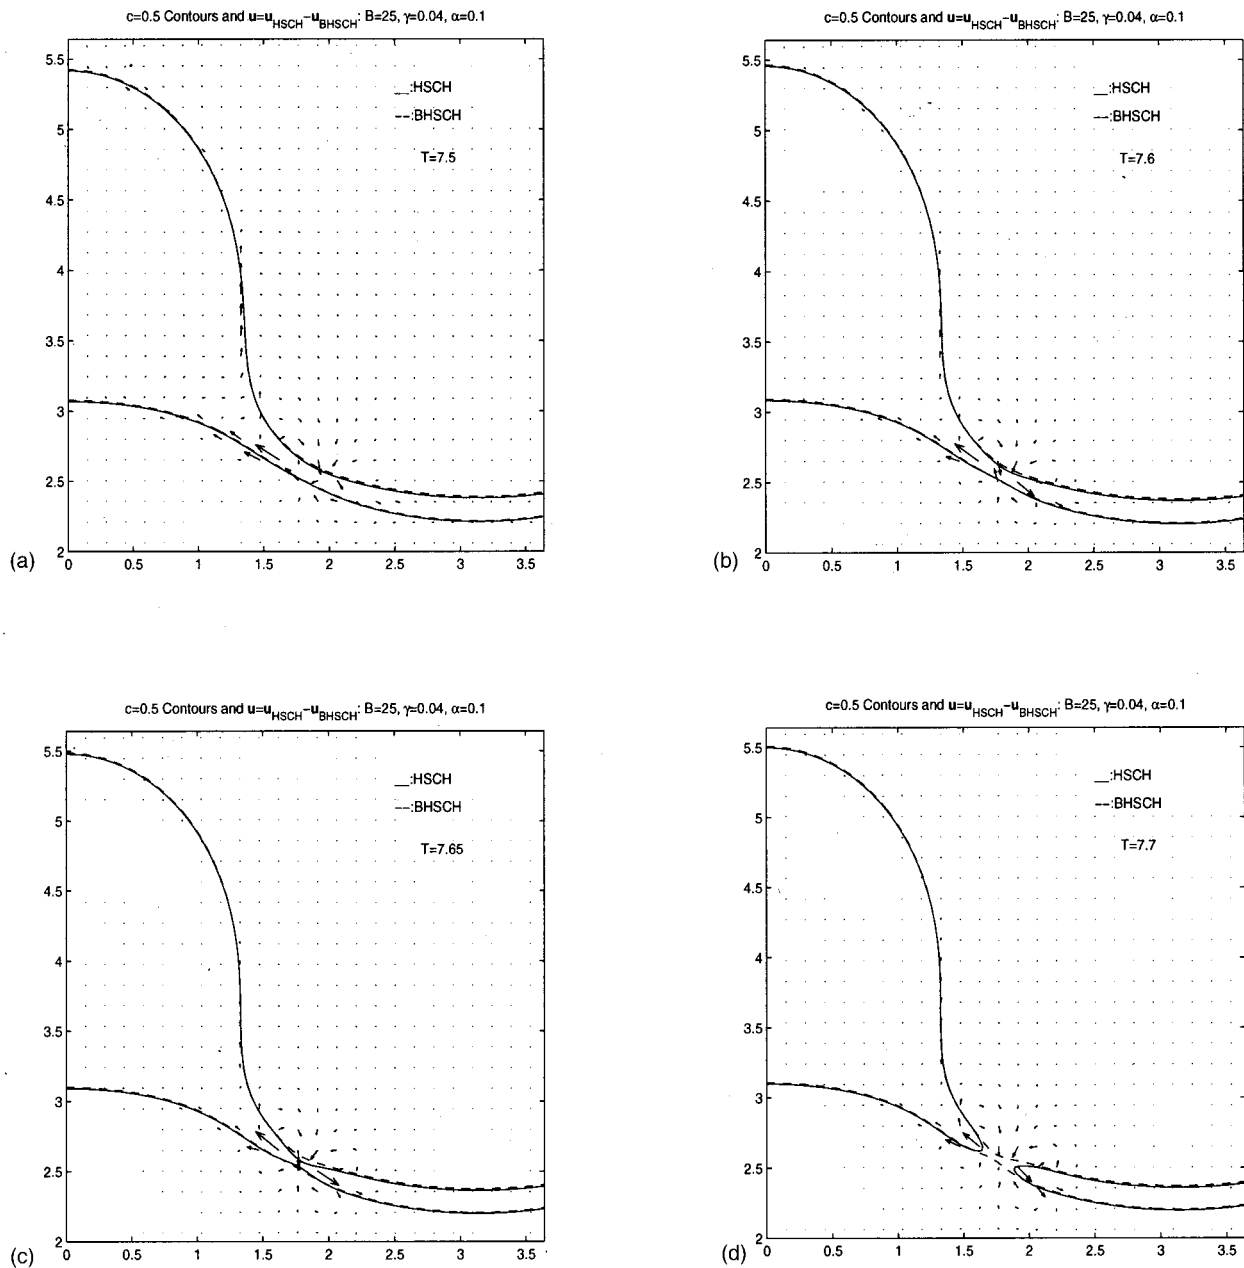 c=0.5 Contours and u=u_HSCH−u_BHSCH: B=25, γ=0.04, α=0.1
5.5
5
4.5
4
3.5
3
2.5
2
0 0.5 1 1.5 2 2.5 3 3.5
__:HSCH
--:BHSCH
T=7.5
(a)
c=0.5 Contours and u=u_HSCH−u_BHSCH: B=25, γ=0.04, α=0.1
5.5
5
4.5
4
3.5
3
2.5
2
0 0.5 1 1.5 2 2.5 3 3.5
__:HSCH
--:BHSCH
T=7.6
(b)
c=0.5 Contours and u=u_HSCH−u_BHSCH: B=25, γ=0.04, α=0.1
5.5
5
4.5
4
3.5
3
2.5
2
0 0.5 1 1.5 2 2.5 3 3.5
__:HSCH
--:BHSCH
T=7.65
(c)
c=0.5 Contours and u=u_HSCH−u_BHSCH: B=25, γ=0.04, α=0.1
5.5
5
4.5
4
3.5
3
2.5
2
0 0.5 1 1.5 2 2.5 3 3.5
__:HSCH
--:BHSCH
T=7.7
(d)